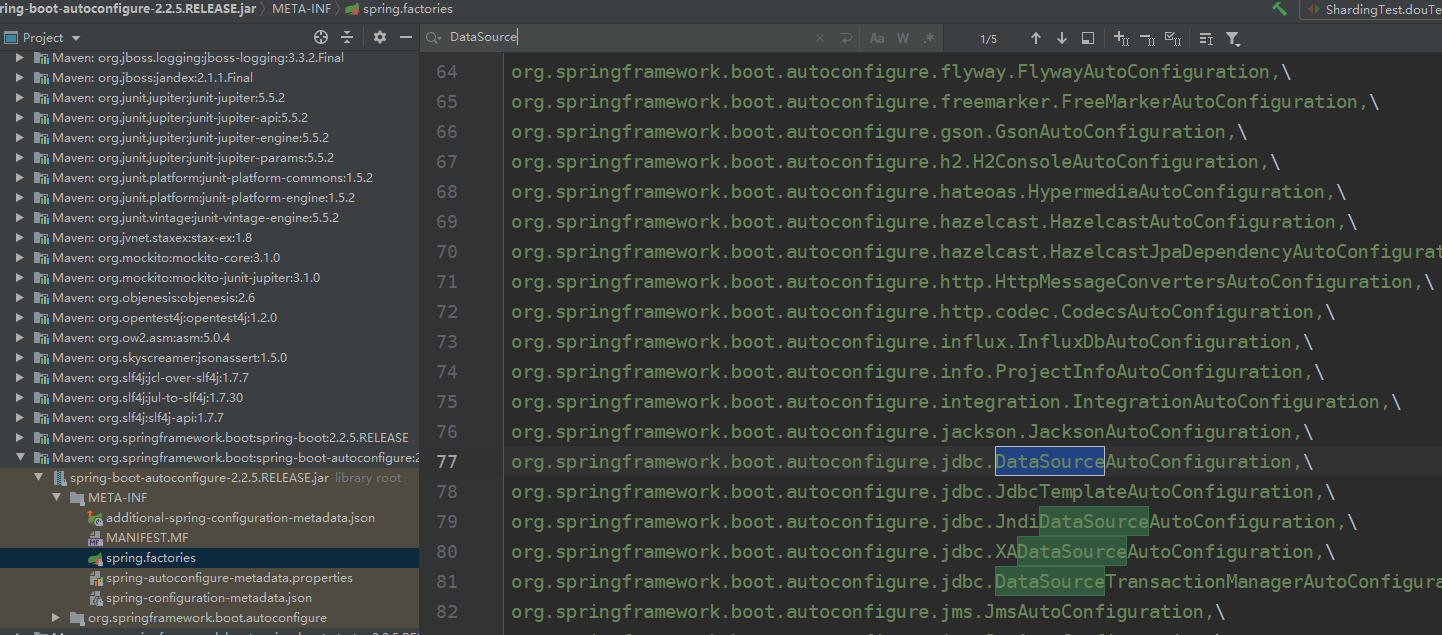 ring-boot-autoconfigure-2.2.5.RELEASE.jar META-INF spring.factories ShardingTest.douTe
Project DataSource Aa W .* 1/5
Maven: org.jboss.logging:jboss-logging:3.3.2.Final
Maven: org.jboss:jandex:2.1.1.Final
Maven: org.junit.jupiter:junit-jupiter:5.5.2
Maven: org.junit.jupiter:junit-jupiter-api:5.5.2
Maven: org.junit.jupiter:junit-jupiter-engine:5.5.2
Maven: org.junit.jupiter:junit-jupiter-params:5.5.2
Maven: org.junit.platform:junit-platform-commons:1.5.2
Maven: org.junit.platform:junit-platform-engine:1.5.2
Maven: org.junit.vintage:junit-vintage-engine:5.5.2
Maven: org.jvnet.staxex:stax-ex:1.8
Maven: org.mockito:mockito-core:3.1.0
Maven: org.mockito:mockito-junit-jupiter:3.1.0
Maven: org.objenesis:objenesis:2.6
Maven: org.opentest4j:opentest4j:1.2.0
Maven: org.ow2.asm:asm:5.0.4
Maven: org.skyscreamer:jsonassert:1.5.0
Maven: org.slf4j:jcl-over-slf4j:1.7.7
Maven: org.slf4j:jul-to-slf4j:1.7.30
Maven: org.slf4j:slf4j-api:1.7.7
Maven: org.springframework.boot:spring-boot:2.2.5.RELEASE
Maven: org.springframework.boot:spring-boot-autoconfigure:2
spring-boot-autoconfigure-2.2.5.RELEASE.jar library root
META-INF
additional-spring-configuration-metadata.json
MANIFEST.MF
spring.factories
spring-autoconfigure-metadata.properties
spring-configuration-metadata.json
org.springframework.boot.autoconfigure
64 org.springframework.boot.autoconfigure.flyway.FlywayAutoConfiguration,\
65 org.springframework.boot.autoconfigure.freemarker.FreeMarkerAutoConfiguration,\
66 org.springframework.boot.autoconfigure.gson.GsonAutoConfiguration,\
67 org.springframework.boot.autoconfigure.h2.H2ConsoleAutoConfiguration,\
68 org.springframework.boot.autoconfigure.hateoas.HypermediaAutoConfiguration,\
69 org.springframework.boot.autoconfigure.hazelcast.HazelcastAutoConfiguration,\
70 org.springframework.boot.autoconfigure.hazelcast.HazelcastJpaDependencyAutoConfigurat
71 org.springframework.boot.autoconfigure.http.HttpMessageConvertersAutoConfiguration,\
72 org.springframework.boot.autoconfigure.http.codec.CodecsAutoConfiguration,\
73 org.springframework.boot.autoconfigure.influx.InfluxDbAutoConfiguration,\
74 org.springframework.boot.autoconfigure.info.ProjectInfoAutoConfiguration,\
75 org.springframework.boot.autoconfigure.integration.IntegrationAutoConfiguration,\
76 org.springframework.boot.autoconfigure.jackson.JacksonAutoConfiguration,\
77 org.springframework.boot.autoconfigure.jdbc.DataSourceAutoConfiguration,\
78 org.springframework.boot.autoconfigure.jdbc.JdbcTemplateAutoConfiguration,\
79 org.springframework.boot.autoconfigure.jdbc.JndiDataSourceAutoConfiguration,\
80 org.springframework.boot.autoconfigure.jdbc.XADataSourceAutoConfiguration,\
81 org.springframework.boot.autoconfigure.jdbc.DataSourceTransactionManagerAutoConfigura
82 org.springframework.boot.autoconfigure.jms.JmsAutoConfiguration,\